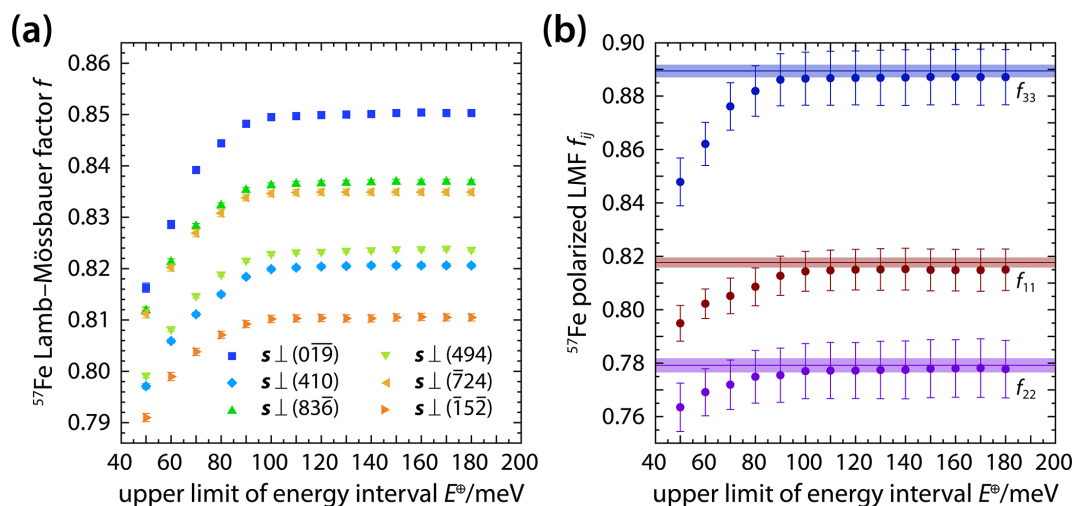 (a)
⁵⁷Fe Lamb–Mössbauer factor f
0.86
0.85
0.84
0.83
0.82
0.81
0.80
0.79
s ⊥ (01̅9̅)
s ⊥ (410)
s ⊥ (836̅)
s ⊥ (494)
s ⊥ (7̅24)
s ⊥ (1̅52̅)
40 60 80 100 120 140 160 180 200
upper limit of energy interval E⊕/meV
(b)
⁵⁷Fe polarized LMF fᵢⱼ
0.90
0.88
0.86
0.84
0.82
0.80
0.78
0.76
f₃₃
f₁₁
f₂₂
40 60 80 100 120 140 160 180 200
upper limit of energy interval E⊕/meV